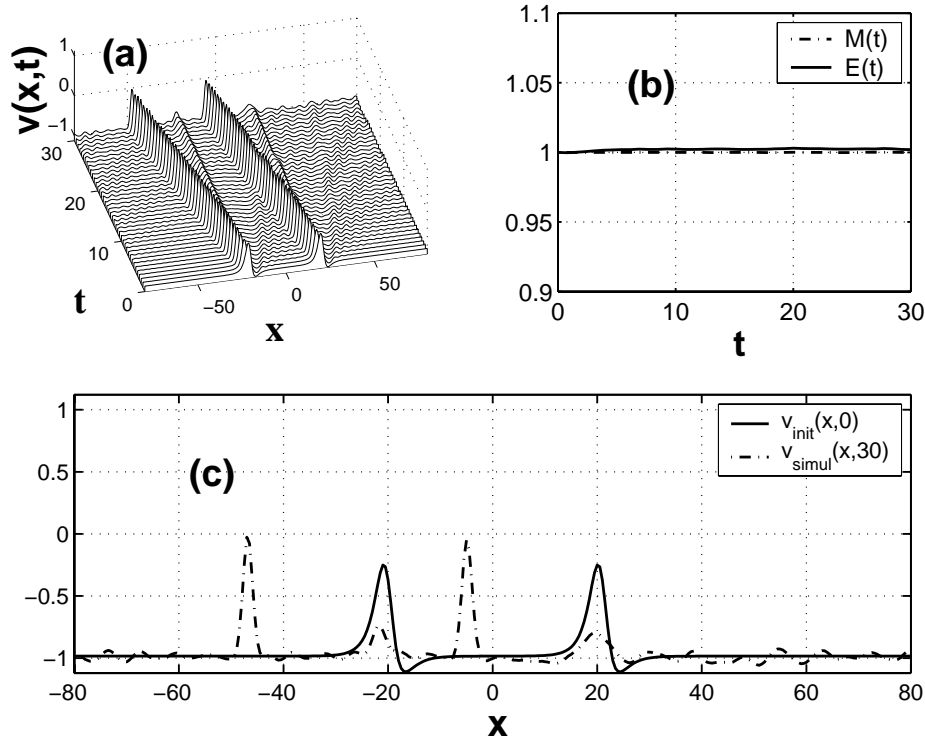 (a)
v(x,t)
1
0
−1
30
20
10
0
t
−50
0
50
x
(b)
M(t)
E(t)
1.1
1.05
1
0.95
0.9
0
10
20
30
t
(c)
v_init(x,0)
v_simul(x,30)
1
0.5
0
−0.5
−1
−80
−60
−40
−20
0
20
40
60
80
x